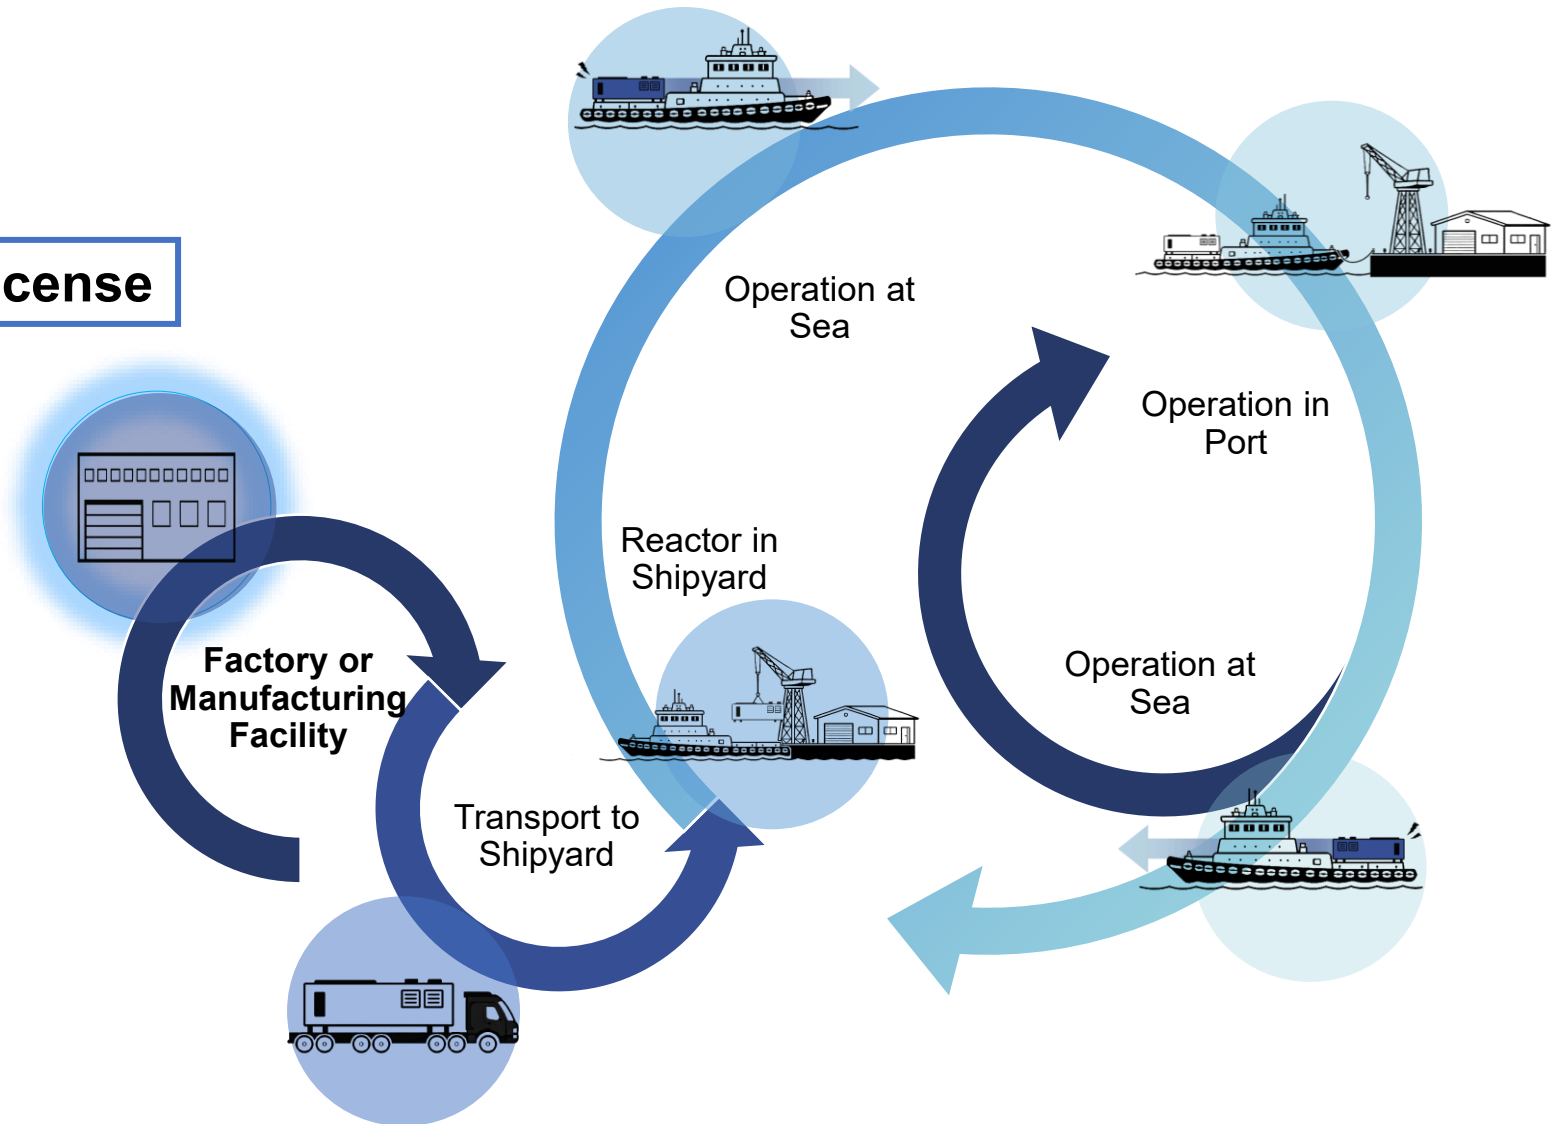 cense
Operation at
Sea
Operation in
Port
Reactor in
Shipyard
Factory or
Manufacturing
Facility
Operation at
Sea
Transport to
Shipyard